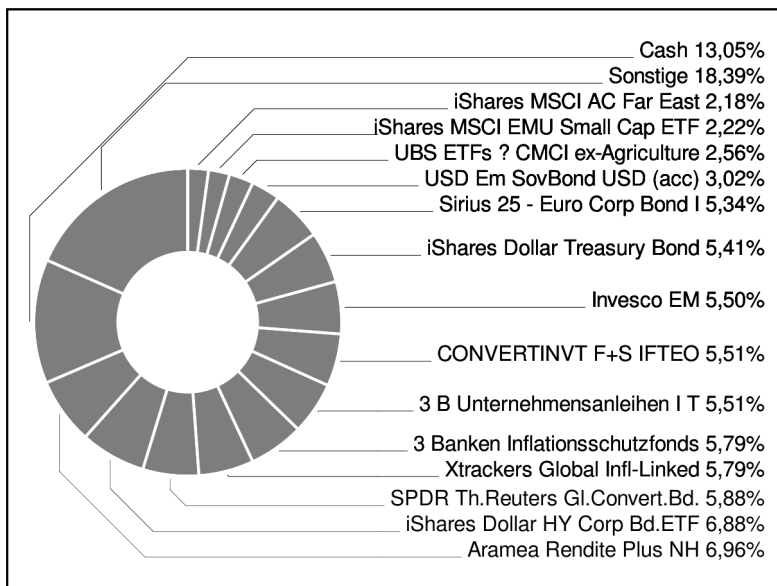 Cash 13,05%
Sonstige 18,39%
iShares MSCI AC Far East 2,18%
iShares MSCI EMU Small Cap ETF 2,22%
UBS ETFs ? CMCI ex-Agriculture 2,56%
USD Em SovBond USD (acc) 3,02%
Sirius 25 - Euro Corp Bond I 5,34%
iShares Dollar Treasury Bond 5,41%
Invesco EM 5,50%
CONVERTINVT F+S IFTEO 5,51%
3 B Unternehmensanleihen I T 5,51%
3 Banken Inflationsschutzfonds 5,79%
Xtrackers Global Infl-Linked 5,79%
SPDR Th.Reuters Gl.Convert.Bd. 5,88%
iShares Dollar HY Corp Bd.ETF 6,88%
Aramea Rendite Plus NH 6,96%